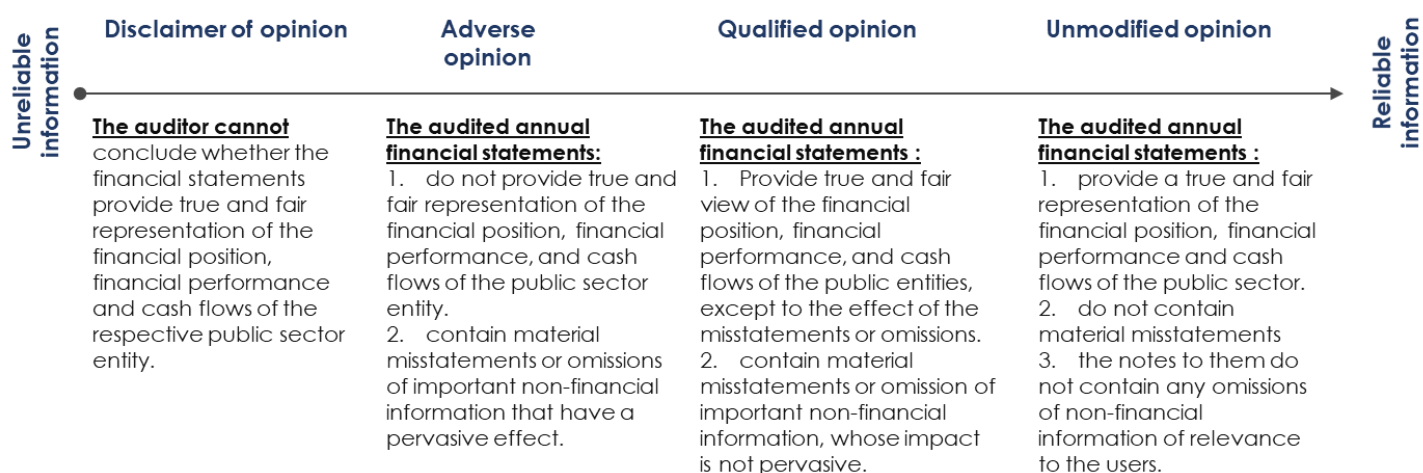 Unreliable
information
Disclaimer of opinion
Adverse
opinion
Qualified opinion
Unmodified opinion
Reliable
information
The auditor cannot
conclude whether the
financial statements
provide true and fair
representation of the
financial position,
financial performance
and cash flows of the
respective public sector
entity.
The audited annual
financial statements:
1. do not provide true and
fair representation of the
financial position, financial
performance, and cash
flows of the public sector
entity.
2. contain material
misstatements or omissions
of important non-financial
information that have a
pervasive effect.
The audited annual
financial statements :
1. Provide true and fair
view of the financial
position, financial
performance, and cash
flows of the public entities,
except to the effect of the
misstatements or omissions.
2. contain material
misstatements or omission of
important non-financial
information, whose impact
is not pervasive.
The audited annual
financial statements :
1. provide a true and fair
representation of the
financial position, financial
performance and cash
flows of the public sector.
2. do not contain
material misstatements
3. the notes to them do
not contain any omissions
of non-financial
information of relevance
to the users.